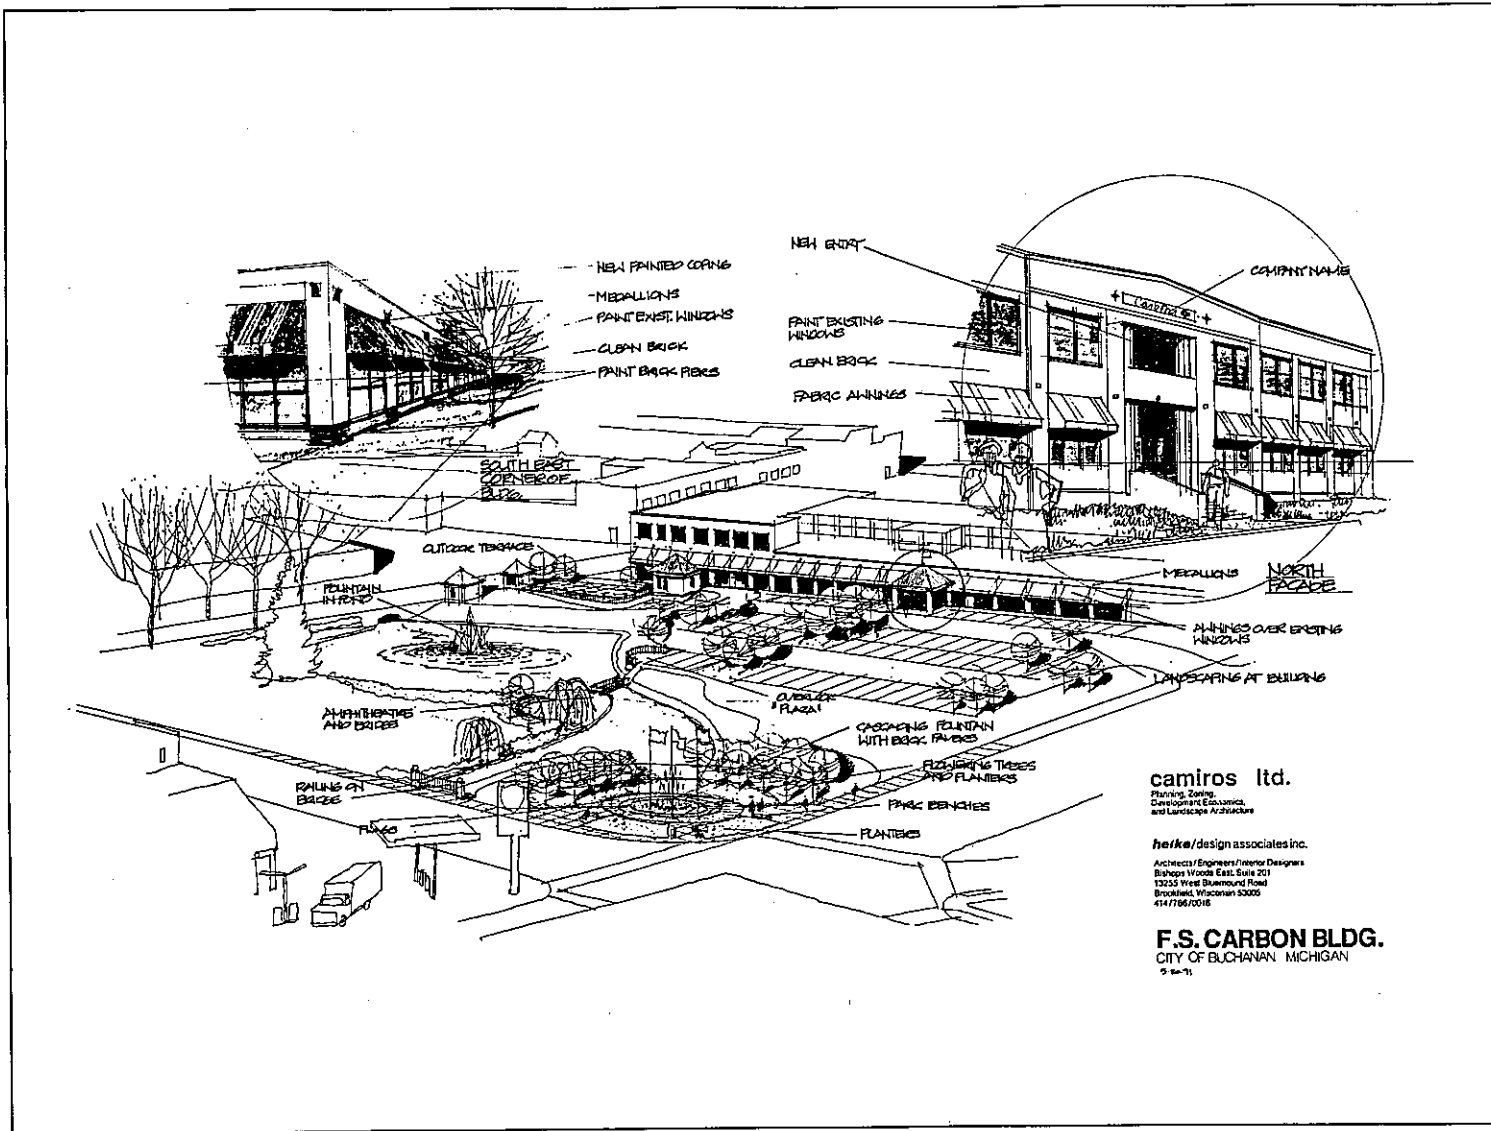 NEW PAINTED COPING
MEDALLIONS
PAINT EXIST. WINDOWS
CLEAN BRICK
PAINT BRICK PIERS
SOUTH EAST
CORNER OF
BLDG.
NEW ENTRY
PAINT EXISTING
WINDOWS
CLEAN BRICK
FABRIC AWNINGS
COMPANY NAME
NORTH
FACADE
MEDALLIONS
AWNINGS OVER EXISTING
WINDOWS
LANDSCAPING AT BUILDING
OUTDOOR TERRACE
FOUNTAIN
IN POND
AMPHITHEATRE
AND BRIDGES
OVERLOOK
PLAZA
CASCADING FOUNTAIN
WITH BRICK PAVERS
FLOWERING TREES
AND PLANTERS
PARK BENCHES
PLANTERS
RAILING ON
BRIDGE
FLAGS
camiros ltd.
Planning, Zoning,
Development Economics,
and Landscape Architecture
design associates inc.
Architects/Engineers/Interior Designers
Bishops Woods East, Suite 201
13255 West Bluemound Road
Brookfield, Wisconsin 53005
414/786/
F.S. CARBON BLDG.
CITY OF BUCHANAN MICHIGAN